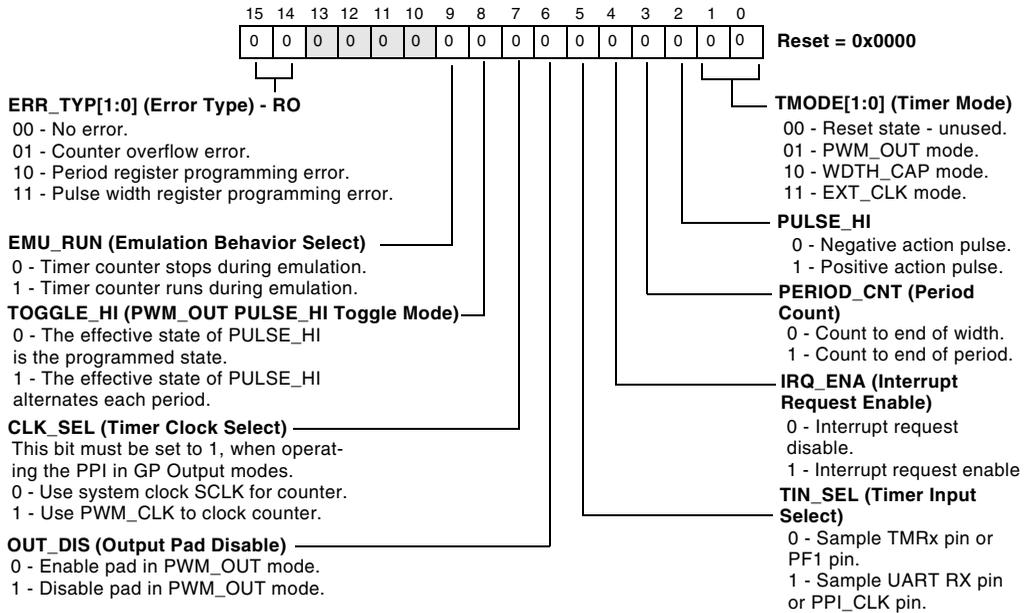 15 14 13 12 11 10 9 8 7 6 5 4 3 2 1 0
0 0 0 0 0 0 0 0 0 0 0 0 0 0 0 0
Reset = 0x0000
ERR_TYP[1:0] (Error Type) - RO
00 - No error.
01 - Counter overflow error.
10 - Period register programming error.
11 - Pulse width register programming error.
EMU_RUN (Emulation Behavior Select)
0 - Timer counter stops during emulation.
1 - Timer counter runs during emulation.
TOGGLE_HI (PWM_OUT PULSE_HI Toggle Mode)
0 - The effective state of PULSE_HI
is the programmed state.
1 - The effective state of PULSE_HI
alternates each period.
CLK_SEL (Timer Clock Select)
This bit must be set to 1, when operat-
ing the PPI in GP Output modes.
0 - Use system clock SCLK for counter.
1 - Use PWM_CLK to clock counter.
OUT_DIS (Output Pad Disable)
0 - Enable pad in PWM_OUT mode.
1 - Disable pad in PWM_OUT mode.
TMODE[1:0] (Timer Mode)
00 - Reset state - unused.
01 - PWM_OUT mode.
10 - WDTH_CAP mode.
11 - EXT_CLK mode.
PULSE_HI
0 - Negative action pulse.
1 - Positive action pulse.
PERIOD_CNT (Period
Count)
0 - Count to end of width.
1 - Count to end of period.
IRQ_ENA (Interrupt
Request Enable)
0 - Interrupt request
disable.
1 - Interrupt request enable
TIN_SEL (Timer Input
Select)
0 - Sample TMRx pin or
PF1 pin.
1 - Sample UART RX pin
or PPI_CLK pin.